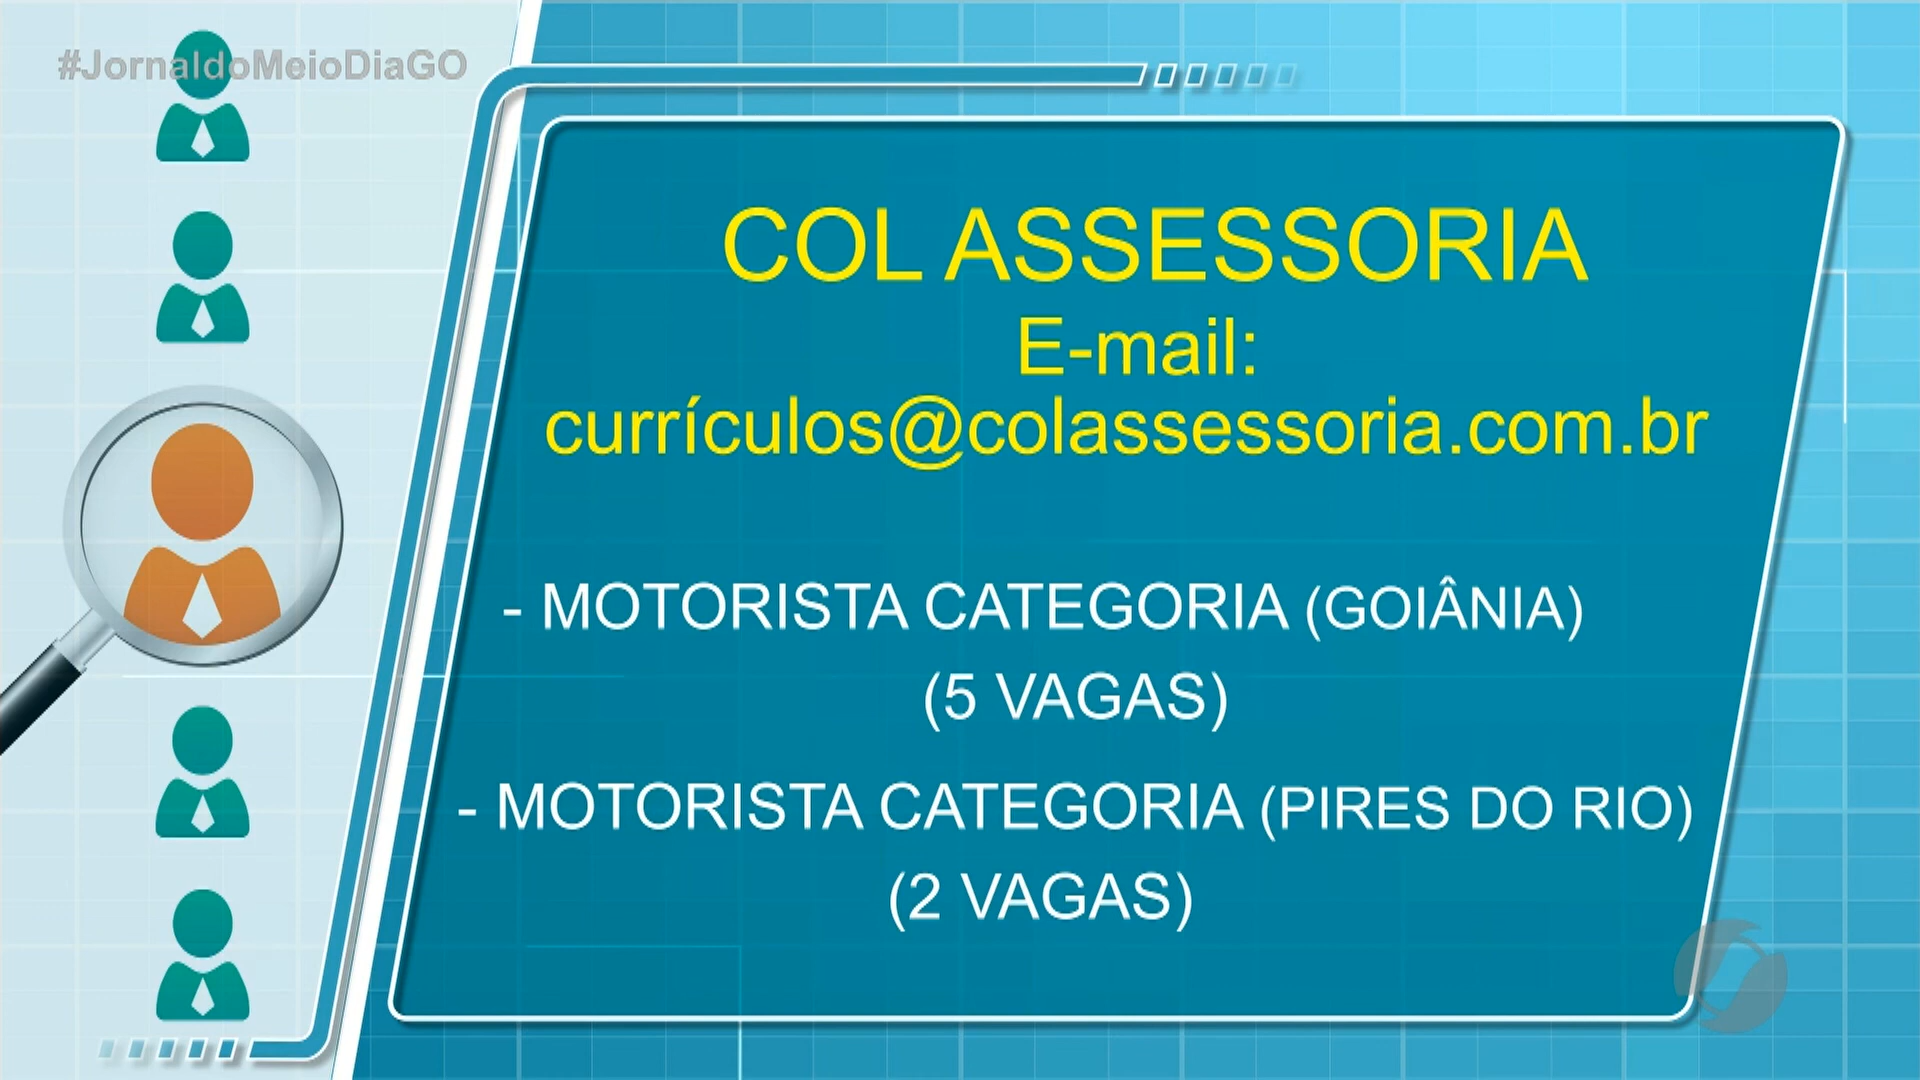 #JornaldoMeioDiaGO
COL ASSESSORIA
E-mail:
currículos@colassessoria.com.br
- MOTORISTA CATEGORIA (GOIÂNIA)
(5 VAGAS)
- MOTORISTA CATEGORIA (PIRES DO RIO)
(2 VAGAS)